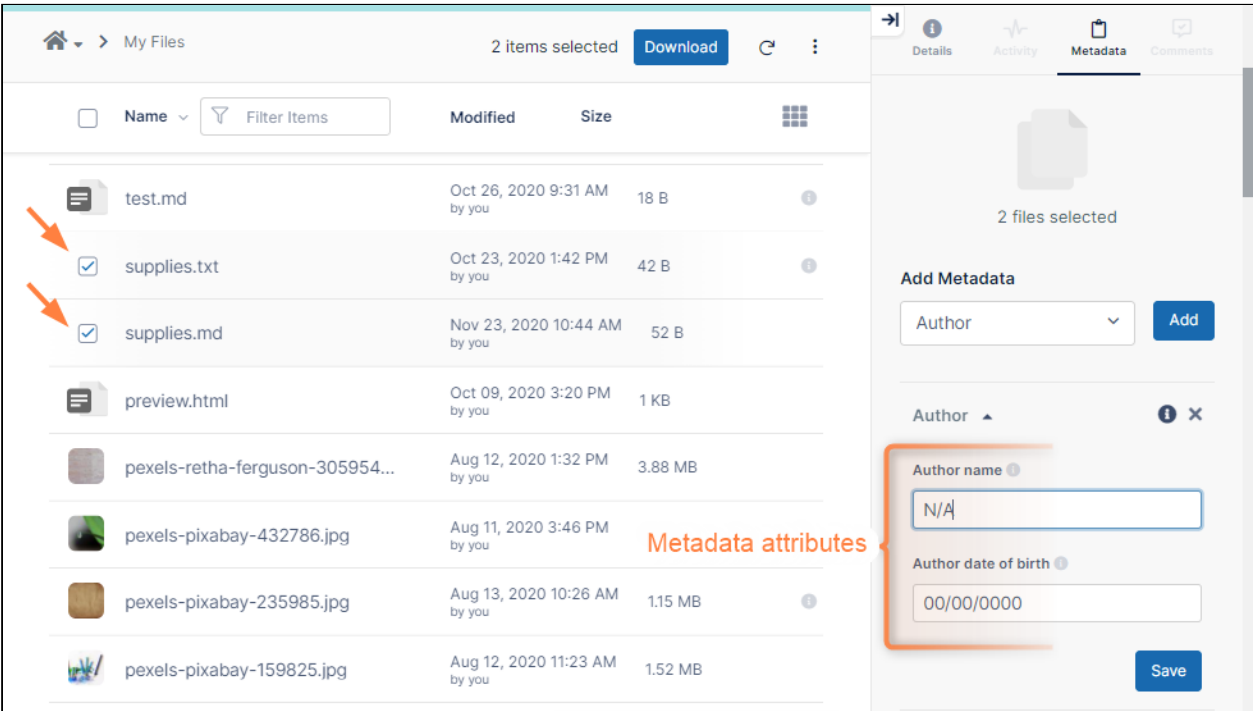 My Files
2 items selected
Download
Name
Filter Items
Modified
Size
test.md
Oct 26, 2020 9:31 AM
by you
18 B
supplies.txt
Oct 23, 2020 1:42 PM
by you
42 B
supplies.md
Nov 23, 2020 10:44 AM
by you
52 B
preview.html
Oct 09, 2020 3:20 PM
by you
1 KB
pexels-retha-ferguson-305954...
Aug 12, 2020 1:32 PM
by you
3.88 MB
pexels-pixabay-432786.jpg
Aug 11, 2020 3:46 PM
by you
pexels-pixabay-235985.jpg
Aug 13, 2020 10:26 AM
by you
1.15 MB
pexels-pixabay-159825.jpg
Aug 12, 2020 11:23 AM
by you
1.52 MB
Metadata attributes
Details
Activity
Metadata
Comments
2 files selected
Add Metadata
Author
Add
Author
Author name
N/A
Author date of birth
00/00/0000
Save